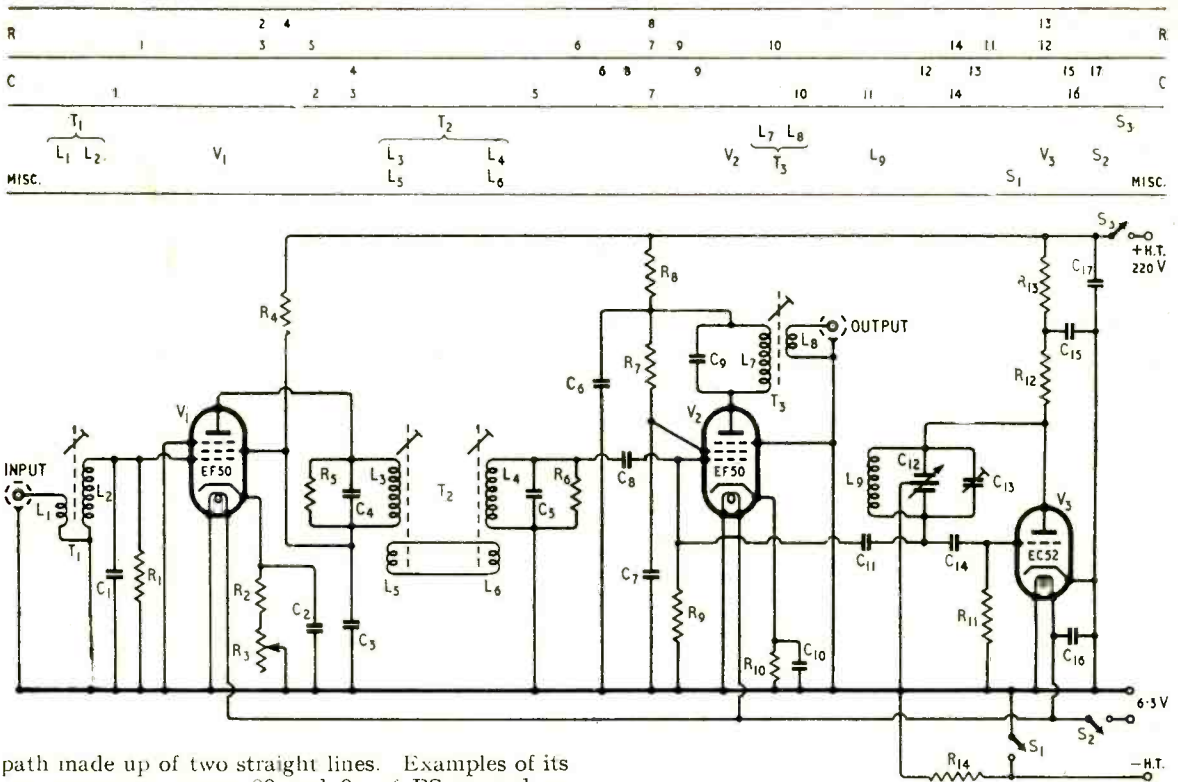 2 4 8 13
R 1 3 5 6 7 9 10 14 11 12 R
4 6 8 9 12 13 15 17
C 1 2 3 5 7 10 11 14 16 C
T1 T2 S3
L1 L2 V1 L3 L4 V2 L7 L8 L9 V3 S2
L5 L6 T3
MISC. S1 MISC.
S3
+H.T.
220 V
C17
R8
R13
R4
OUTPUT
L8
C9
L7
C15
R7
R12
C6
T3
V1
V2
INPUT
L2
L1
T1
EF50
R5
C4
L3
T2
L4
C5
R6
C8
EF50
L9
C12
C13
V3
EC52
C1
R1
R2
R3
C2
C3
L5
L6
C7
R9
R10
C10
C11
C14
R11
C16
6·3 V
S2
S1
R14
−H.T.
path made up of two straight lines. Examples of its